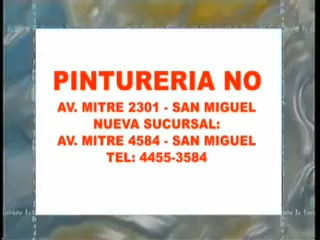 PINTURERIA NO
AV. MITRE 2301 - SAN MIGUEL
NUEVA SUCURSAL:
AV. MITRE 4584 - SAN MIGUEL
TEL: 4455-3584